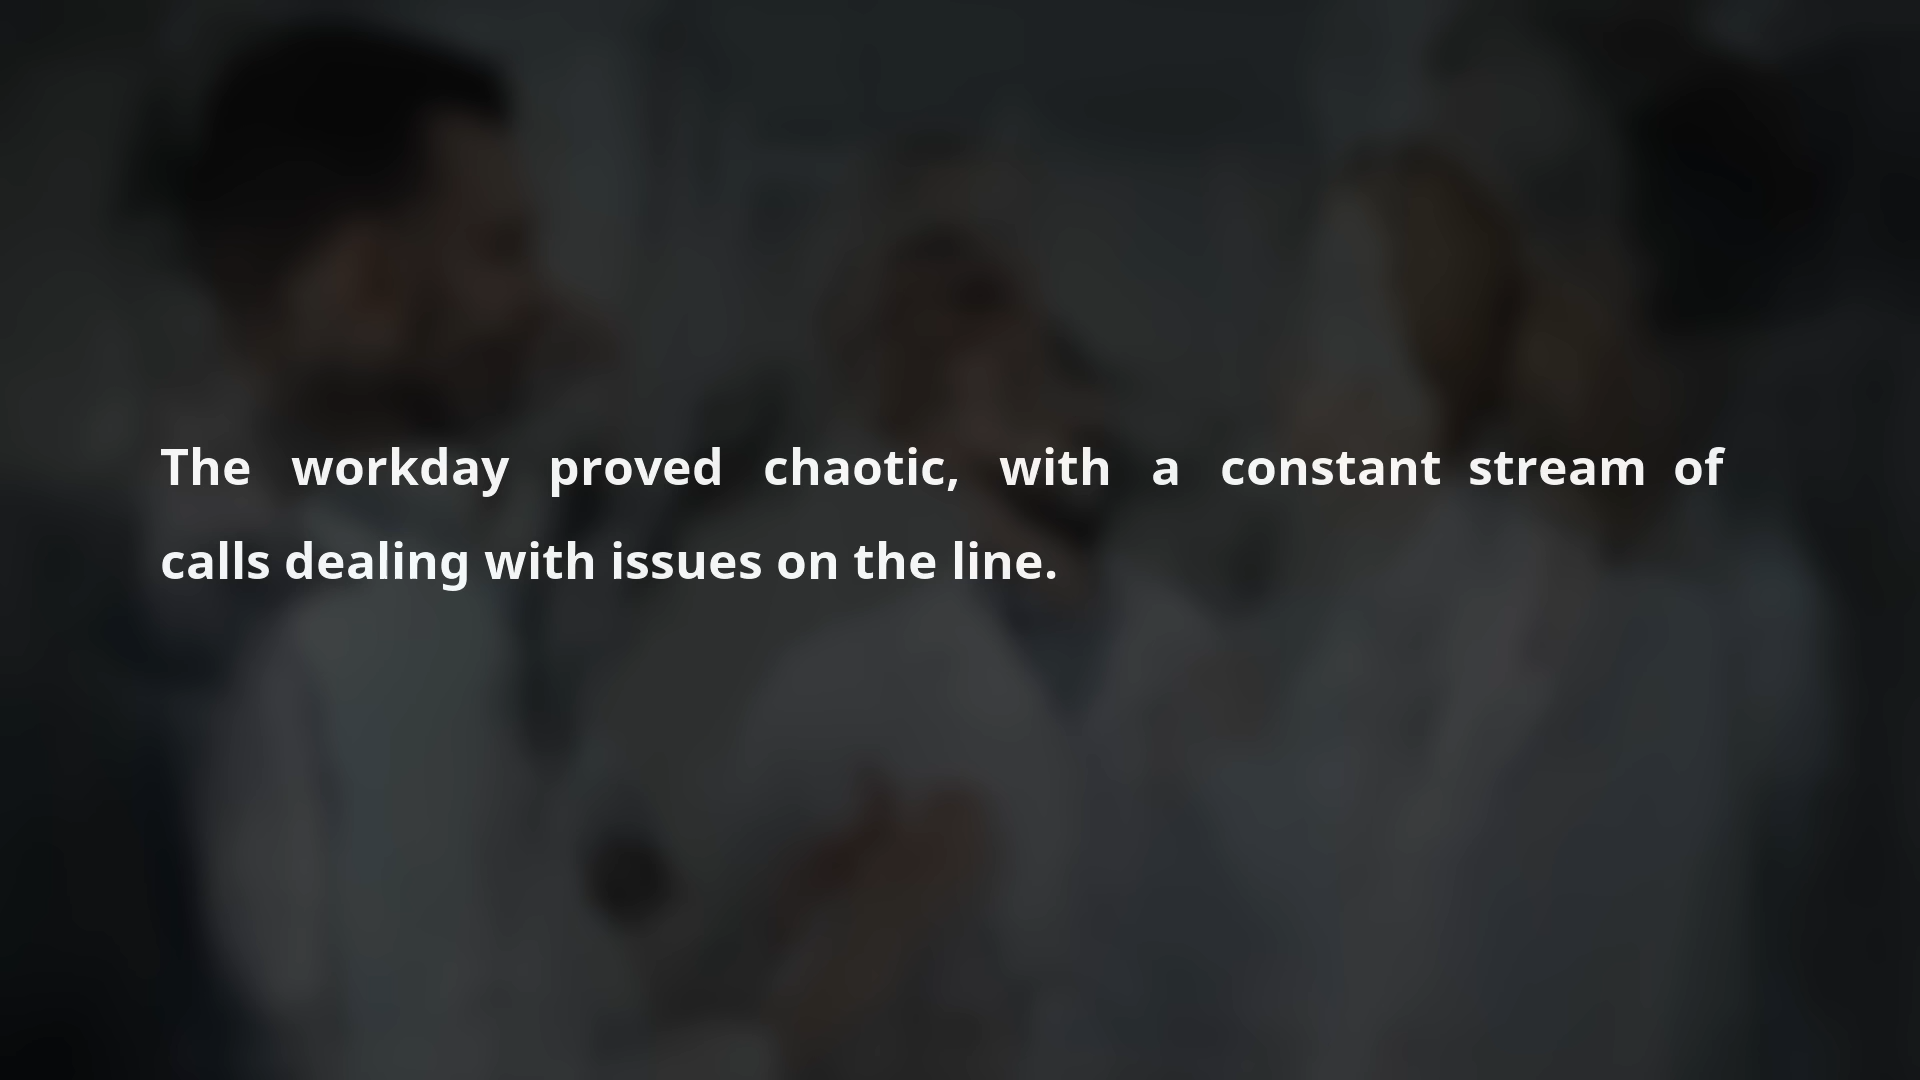 The workday proved chaotic, with a constant stream of
calls dealing with issues on the line.